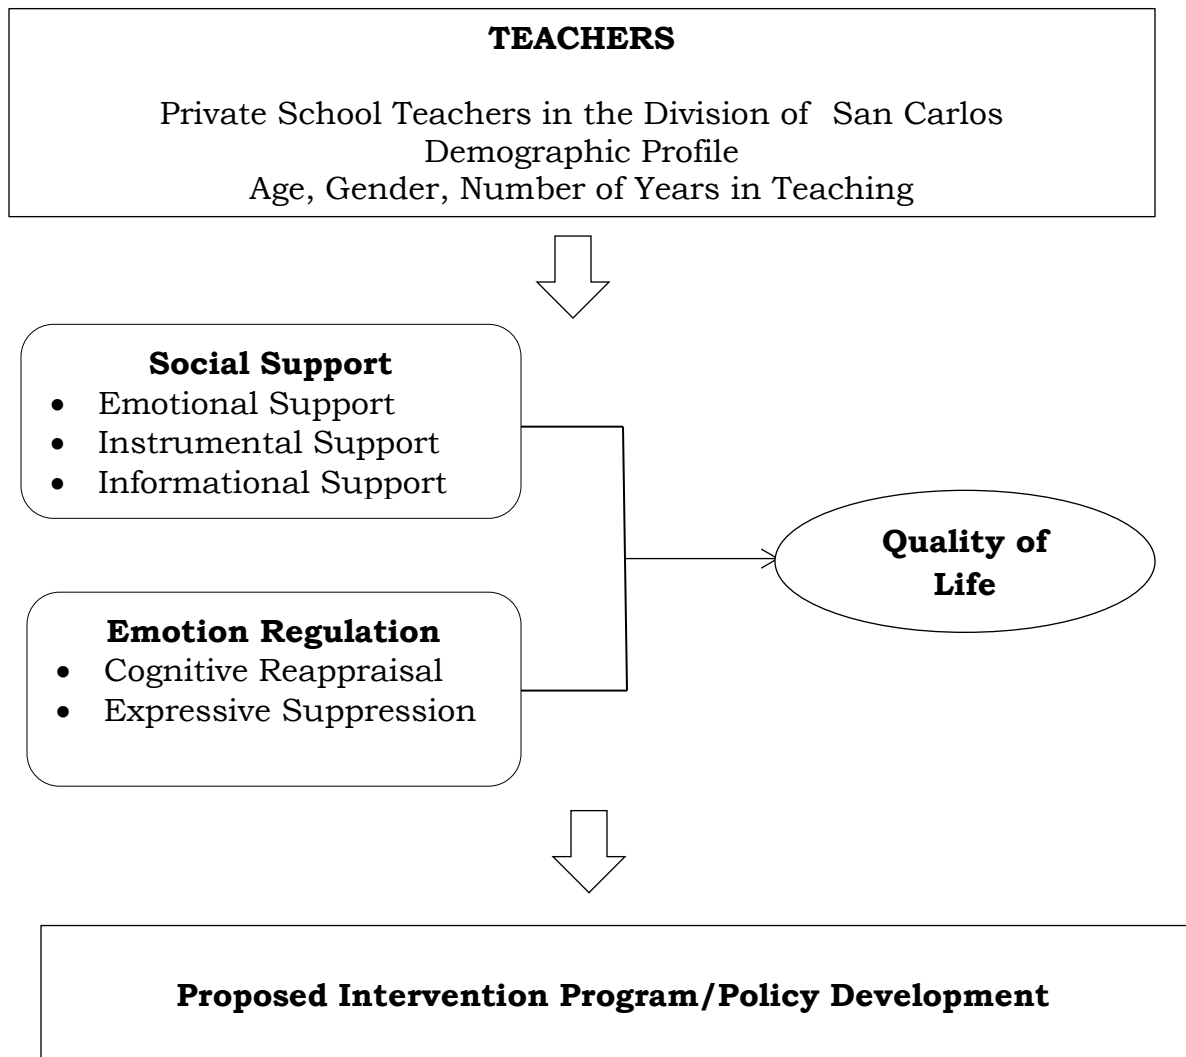 TEACHERS
Private School Teachers in the Division of  San Carlos
Demographic Profile
Age, Gender, Number of Years in Teaching
Social Support
• Emotional Support
• Instrumental Support
• Informational Support
Quality of
Life
Emotion Regulation
• Cognitive Reappraisal
• Expressive Suppression
Proposed Intervention Program/Policy Development